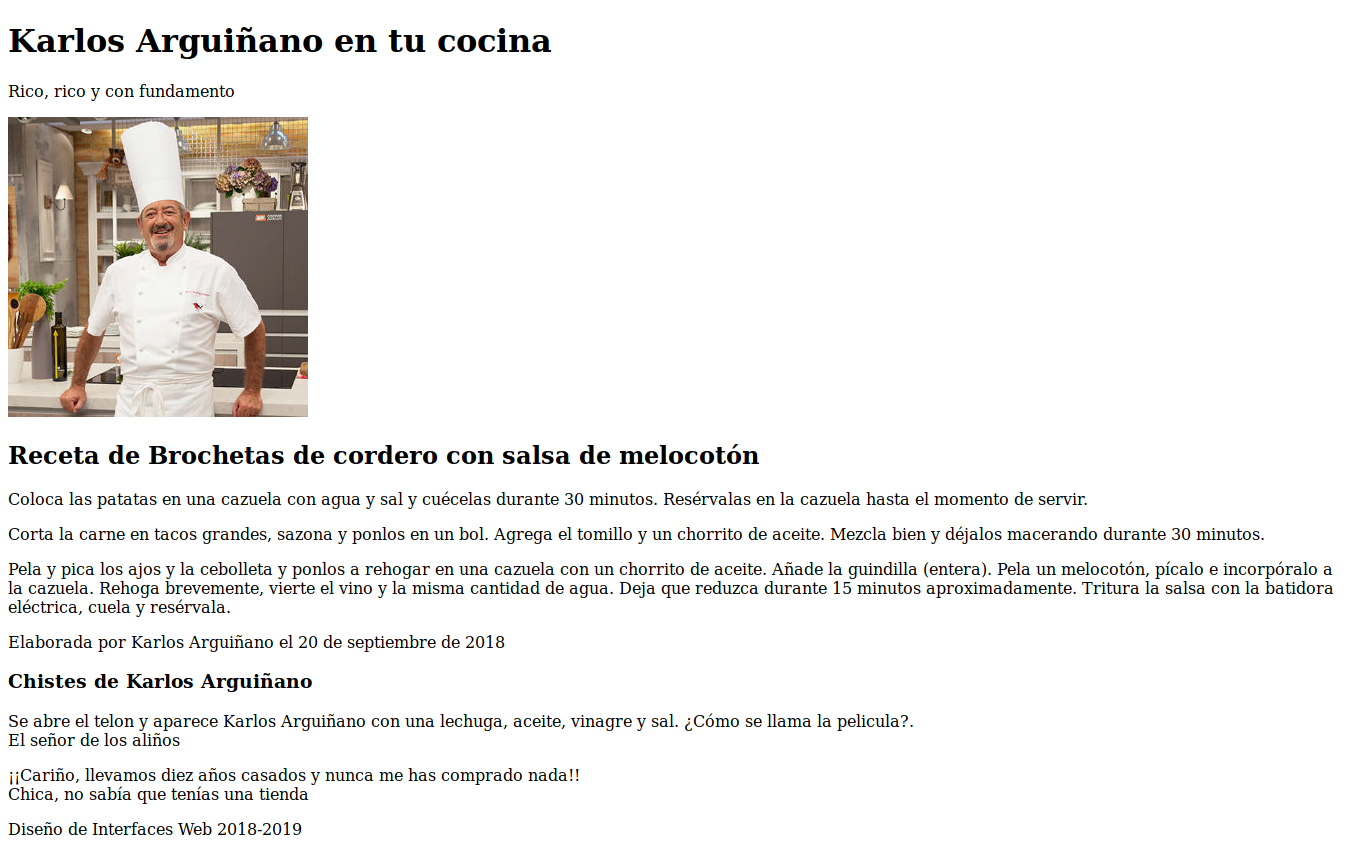 Karlos Arguiñano en tu cocina
Rico, rico y con fundamento
Receta de Brochetas de cordero con salsa de melocotón
Coloca las patatas en una cazuela con agua y sal y cuécelas durante 30 minutos. Resérvalas en la cazuela hasta el momento de servir.
Corta la carne en tacos grandes, sazona y ponlos en un bol. Agrega el tomillo y un chorrito de aceite. Mezcla bien y déjalos macerando durante 30 minutos.
Pela y pica los ajos y la cebolleta y ponlos a rehogar en una cazuela con un chorrito de aceite. Añade la guindilla (entera). Pela un melocotón, pícalo e incorpóralo a
la cazuela. Rehoga brevemente, vierte el vino y la misma cantidad de agua. Deja que reduzca durante 15 minutos aproximadamente. Tritura la salsa con la batidora
eléctrica, cuela y resérvala.
Elaborada por Karlos Arguiñano el 20 de septiembre de 2018
Chistes de Karlos Arguiñano
Se abre el telon y aparece Karlos Arguiñano con una lechuga, aceite, vinagre y sal. ¿Cómo se llama la pelicula?.
El señor de los aliños
¡¡Cariño, llevamos diez años casados y nunca me has comprado nada!!
Chica, no sabía que tenías una tienda
Diseño de Interfaces Web 2018-2019